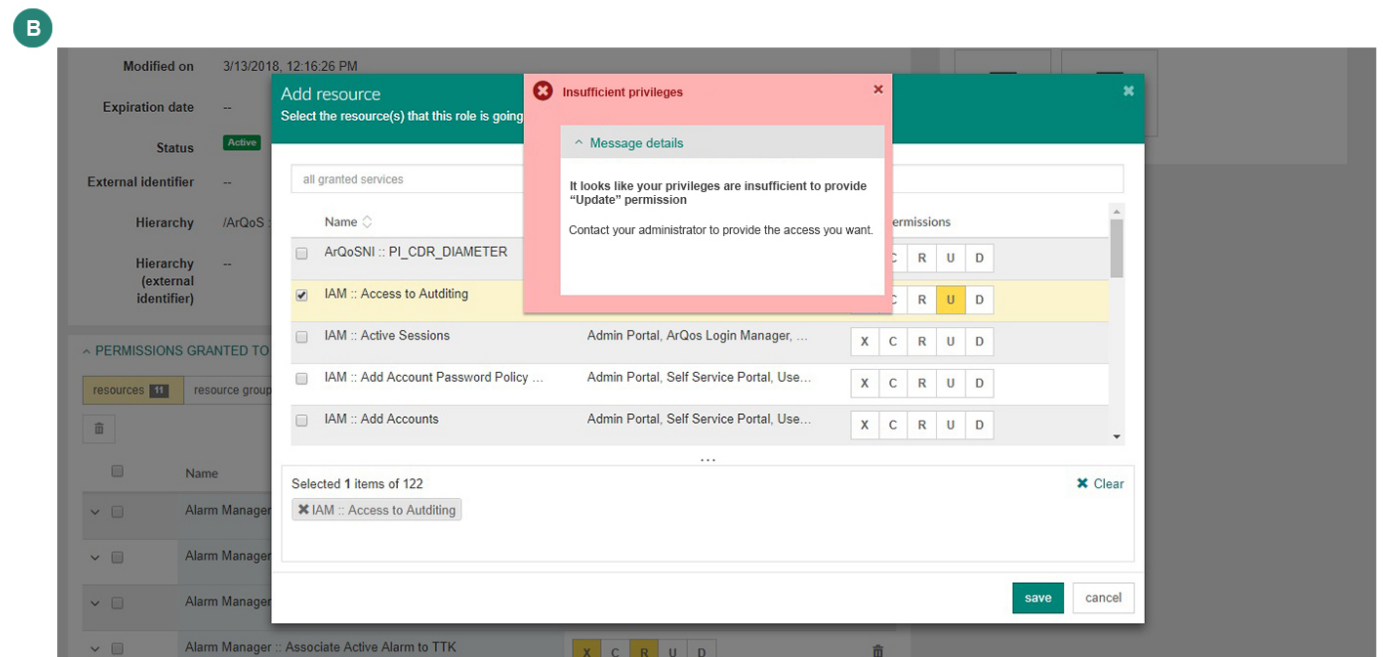 B
Modified on 3/13/2018, 12:16:26 PM
Expiration date --
Status Active
External identifier --
Hierarchy /ArQoS :
Hierarchy (external identifier) --
PERMISSIONS GRANTED TO
resources 11 resource group
Name
Alarm Manager
Alarm Manager
Alarm Manager
Alarm Manager :: Associate Active Alarm to TTK X C R U D
Add resource
Select the resource(s) that this role is going
Insufficient privileges
Message details
It looks like your privileges are insufficient to provide
“Update” permission
Contact your administrator to provide the access you want.
all granted services
Name ermissions
ArQoSNI :: PI_CDR_DIAMETER C R U D
IAM :: Access to Autditing C R U D
IAM :: Active Sessions Admin Portal, ArQos Login Manager, ... X C R U D
IAM :: Add Account Password Policy ... Admin Portal, Self Service Portal, Use... X C R U D
IAM :: Add Accounts Admin Portal, Self Service Portal, Use... X C R U D
...
Selected 1 items of 122 Clear
IAM :: Access to Autditing
save cancel